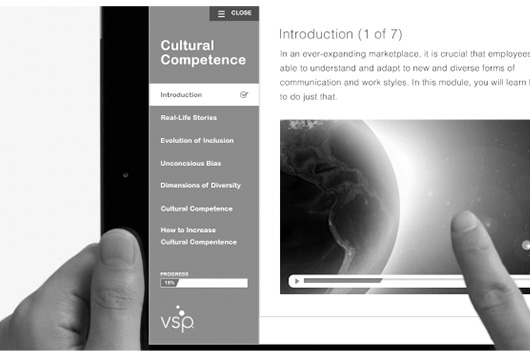 CLOSE
Cultural
Competence
Introduction
Real-Life Stories
Evolution of Inclusion
Unconcsious Bias
Dimensions of Diversity
Cultural Competence
How to Increase
Cultural Compentence
PROGRESS
15%
vsp
Introduction (1 of 7)
In an ever-expanding marketplace, it is crucial that employees
able to understand and adapt to new and diverse forms of
communication and work styles. In this module, you will learn
to do just that.